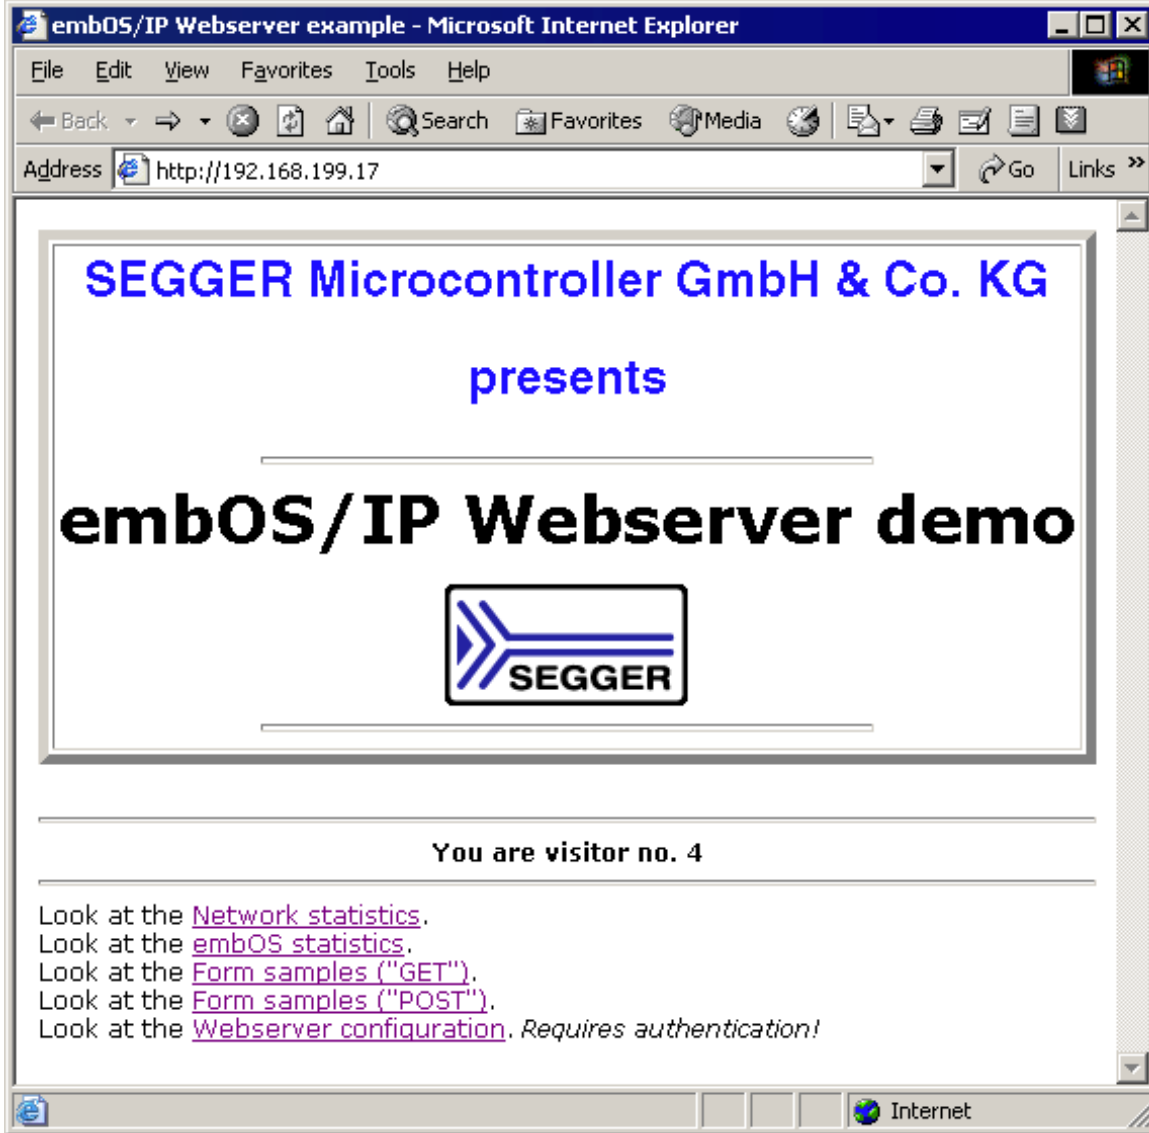 embOS/IP Webserver example - Microsoft Internet Explorer
File Edit View Favorites Tools Help
Back Search Favorites Media
Address http://192.168.199.17 Go Links »
SEGGER Microcontroller GmbH & Co. KG
presents
embOS/IP Webserver demo
SEGGER
You are visitor no. 4
Look at the Network statistics.
Look at the embOS statistics.
Look at the Form samples ("GET").
Look at the Form samples ("POST").
Look at the Webserver configuration. Requires authentication!
Internet